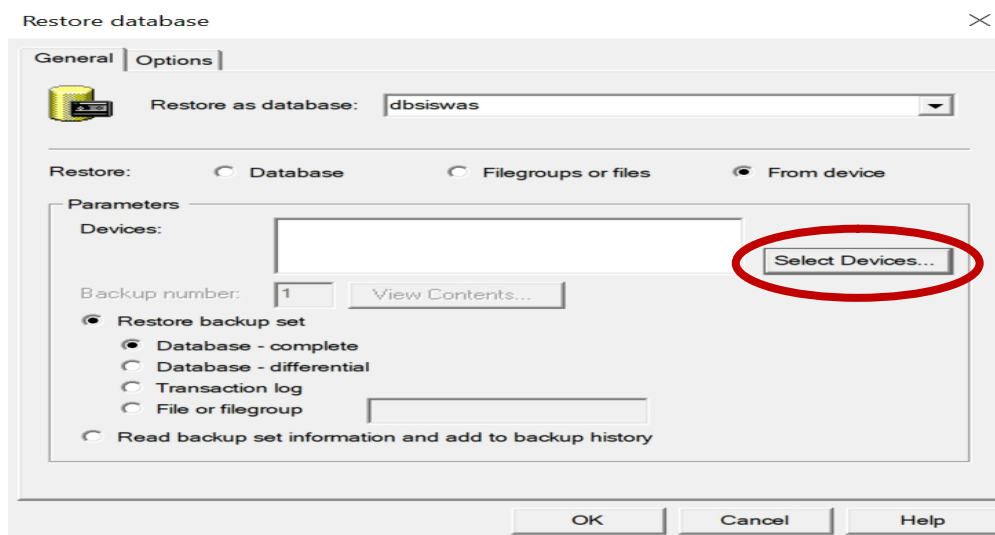 Restore database
General Options
Restore as database: dbsiswas
Restore: Database Filegroups or files From device
Parameters
Devices:
Select Devices...
Backup number: 1 View Contents...
Restore backup set
Database - complete
Database - differential
Transaction log
File or filegroup
Read backup set information and add to backup history
OK Cancel Help